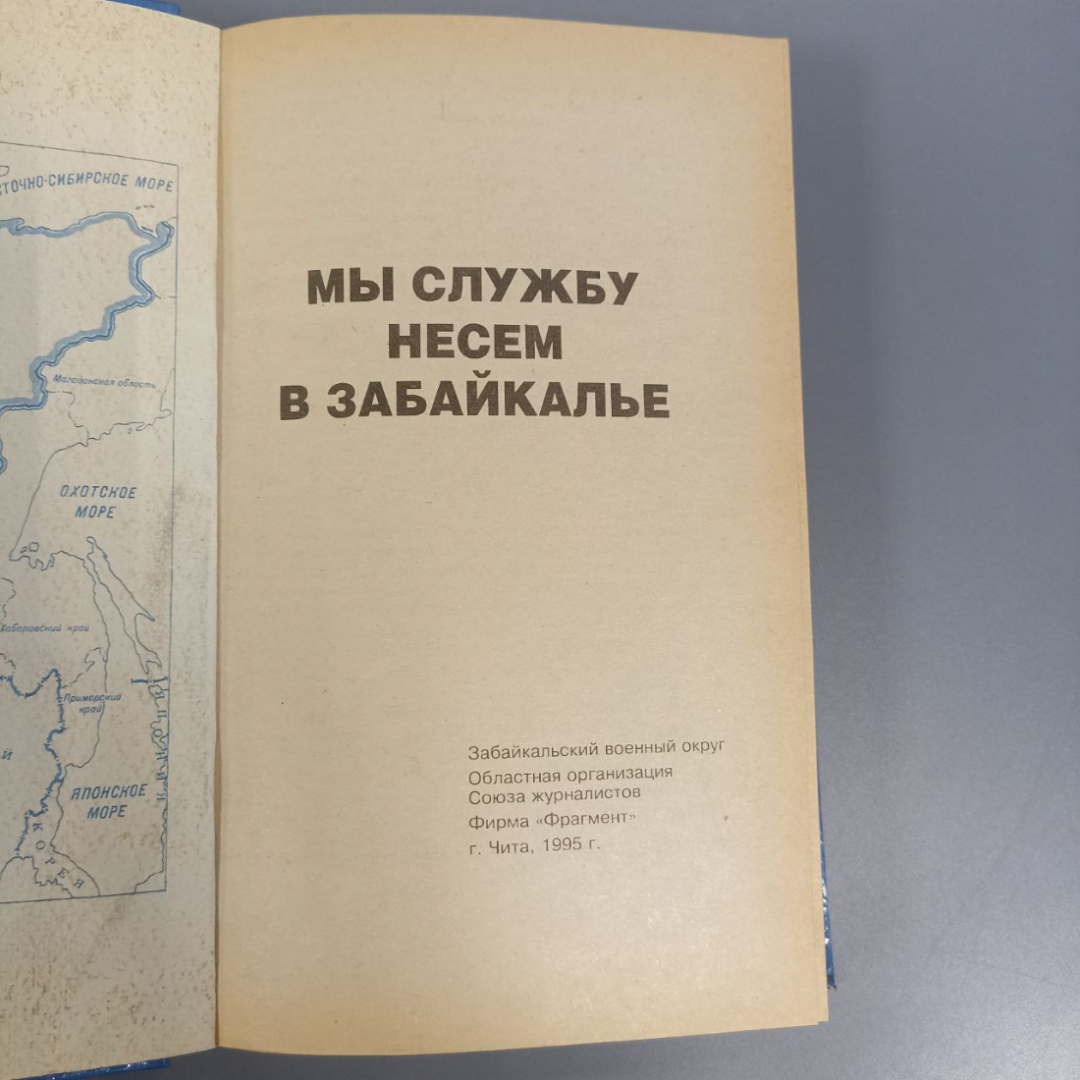 СТОЧНО-СИБИРСКОЕ МОРЕ
Магаданская область
ОХОТСКОЕ
МОРЕ
Хабаровский край
Приморский
край
Й
ЯПОНСКОЕ
МОРЕ
КОРЕЯ
МЫ СЛУЖБУ
НЕСЕМ
В ЗАБАЙКАЛЬЕ
Забайкальский военный округ
Областная организация
Союза журналистов
Фирма «Фрагмент»
г. Чита, 1995 г.